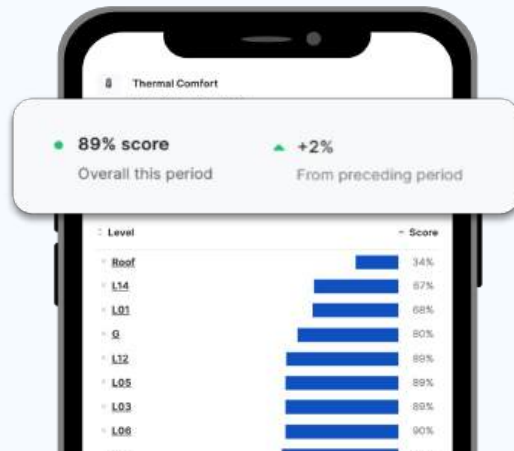 Thermal Comfort
89% score
+2%
Overall this period
From preceding period
Level
Score
Roof 34%
L14 67%
L01 68%
G 80%
L12 89%
L05 89%
L03 89%
L06 90%